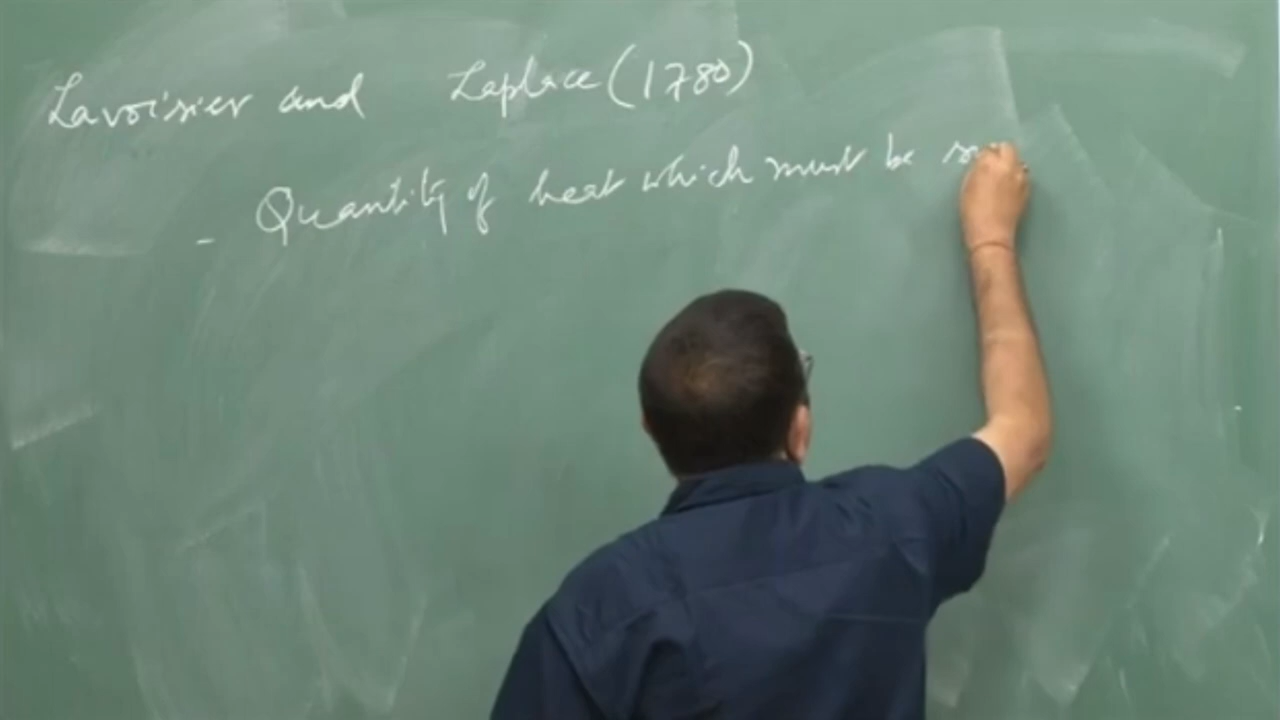 Lavoisier and Laplace (1780)
- Quantity of heat which must be